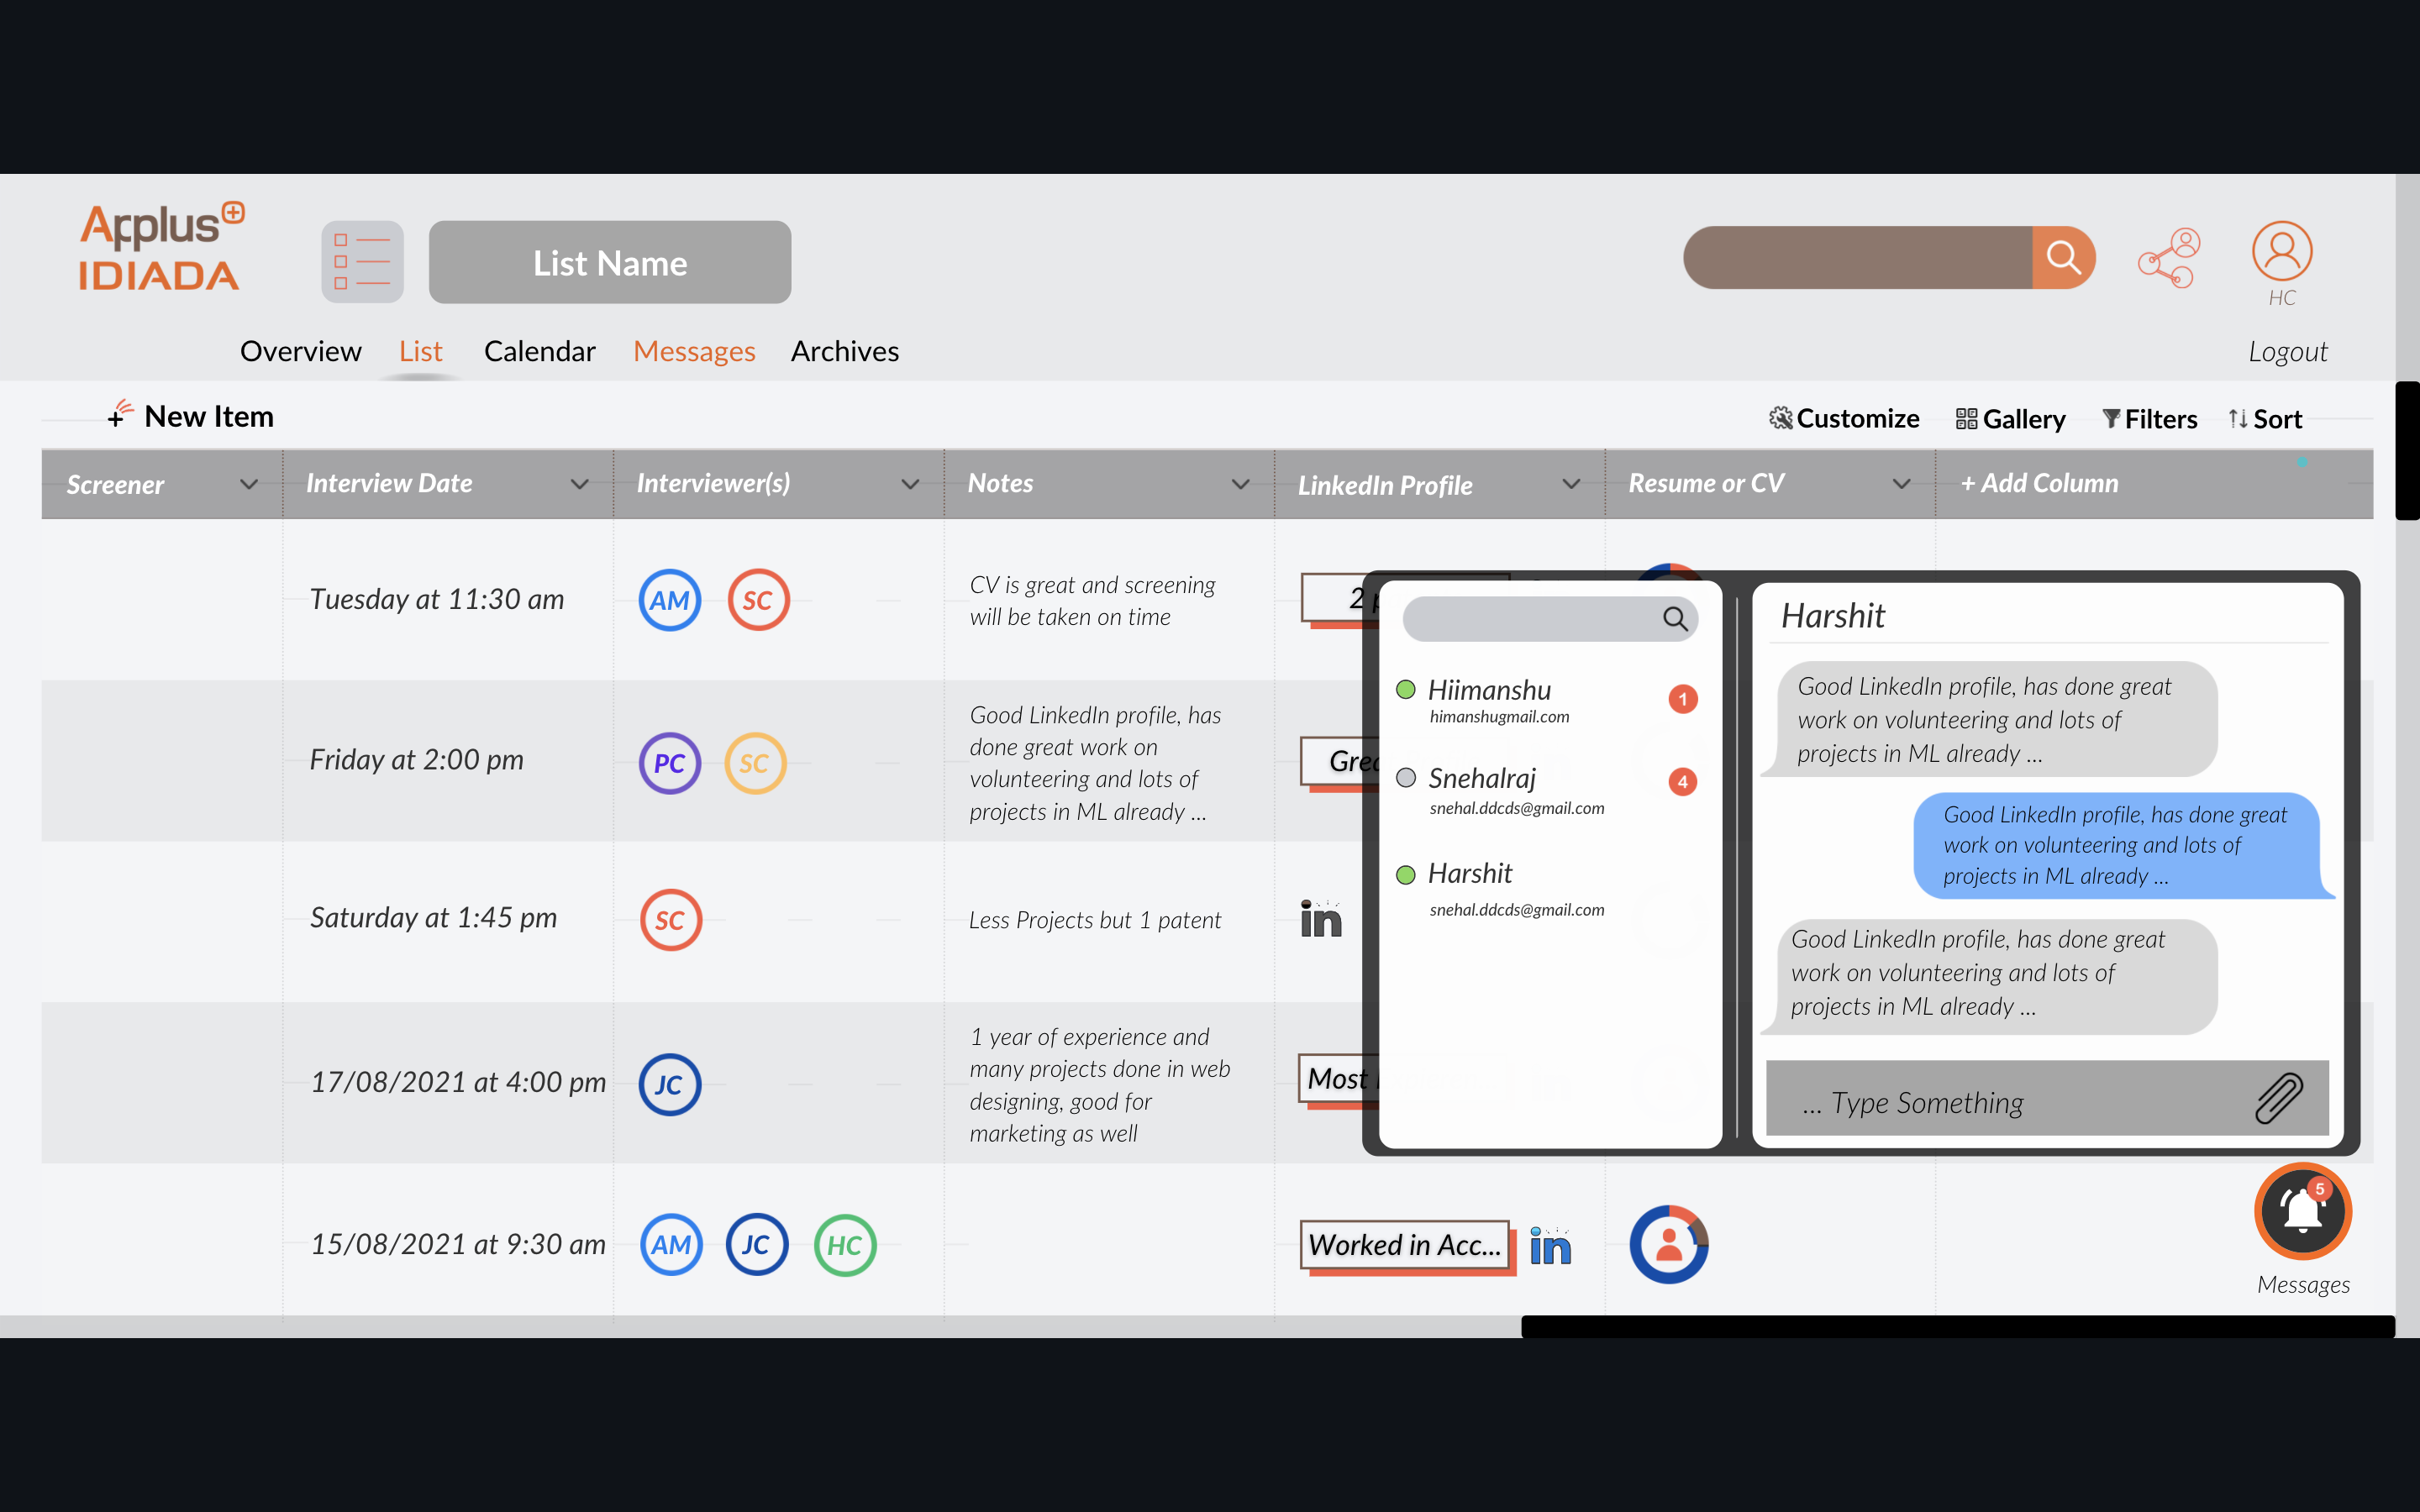 Applus+
IDIADA
List Name
HC
Overview List Calendar Messages Archives
Logout
+ New Item
Customize Gallery Filters Sort
Screener Interview Date Interviewer(s) Notes LinkedIn Profile Resume or CV + Add Column
Tuesday at 11:30 am
AM SC
CV is great and screening
will be taken on time
2
Friday at 2:00 pm
PC SC
Good LinkedIn profile, has
done great work on
volunteering and lots of
projects in ML already ...
Saturday at 1:45 pm
SC
Less Projects but 1 patent
in
17/08/2021 at 4:00 pm
JC
1 year of experience and
many projects done in web
designing, good for
marketing as well
Most
15/08/2021 at 9:30 am
AM JC HC
Worked in Acc...
in
Hiimanshu
himanshugmail.com
1
Snehalraj
snehal.ddcds@gmail.com
4
Harshit
snehal.ddcds@gmail.com
Harshit
Good LinkedIn profile, has done great
work on volunteering and lots of
projects in ML already ...
Good LinkedIn profile, has done great
work on volunteering and lots of
projects in ML already ...
Good LinkedIn profile, has done great
work on volunteering and lots of
projects in ML already ...
... Type Something
5
Messages